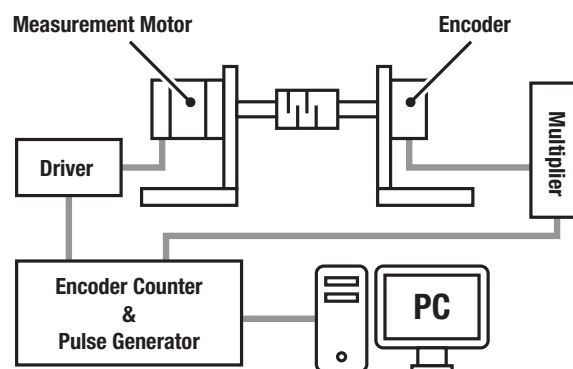 Measurement Motor
Encoder
Driver
Multiplier
Encoder Counter
&
Pulse Generator
PC